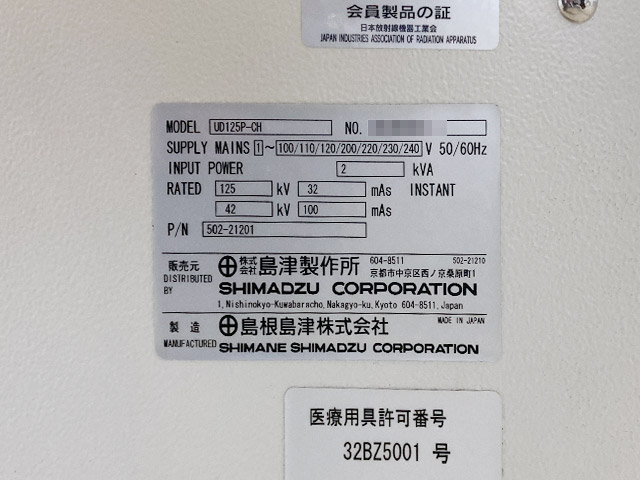 会員製品の証
日本放射線機器工業会
JAPAN INDUSTRIES ASSOCIATION OF RADIATION APPARATUS
MODEL UD125P-CH NO.
SUPPLY MAINS 1~100/110/120/200/220/230/240 V 50/60Hz
INPUT POWER 2 kVA
RATED 125 kV 32 mAs INSTANT
42 kV 100 mAs
P/N 502-21201
販売元 株式会社 島津製作所 604-8511 502-21210
京都市中京区西ノ京桑原町1
DISTRIBUTED BY SHIMADZU CORPORATION
1, Nishinokyo-Kuwabaracho, Nakagyo-ku, Kyoto 604-8511, Japan
製造 島根島津株式会社 MADE IN JAPAN
MANUFACTURED SHIMANE SHIMADZU CORPORATION
医療用具許可番号
32BZ5001 号